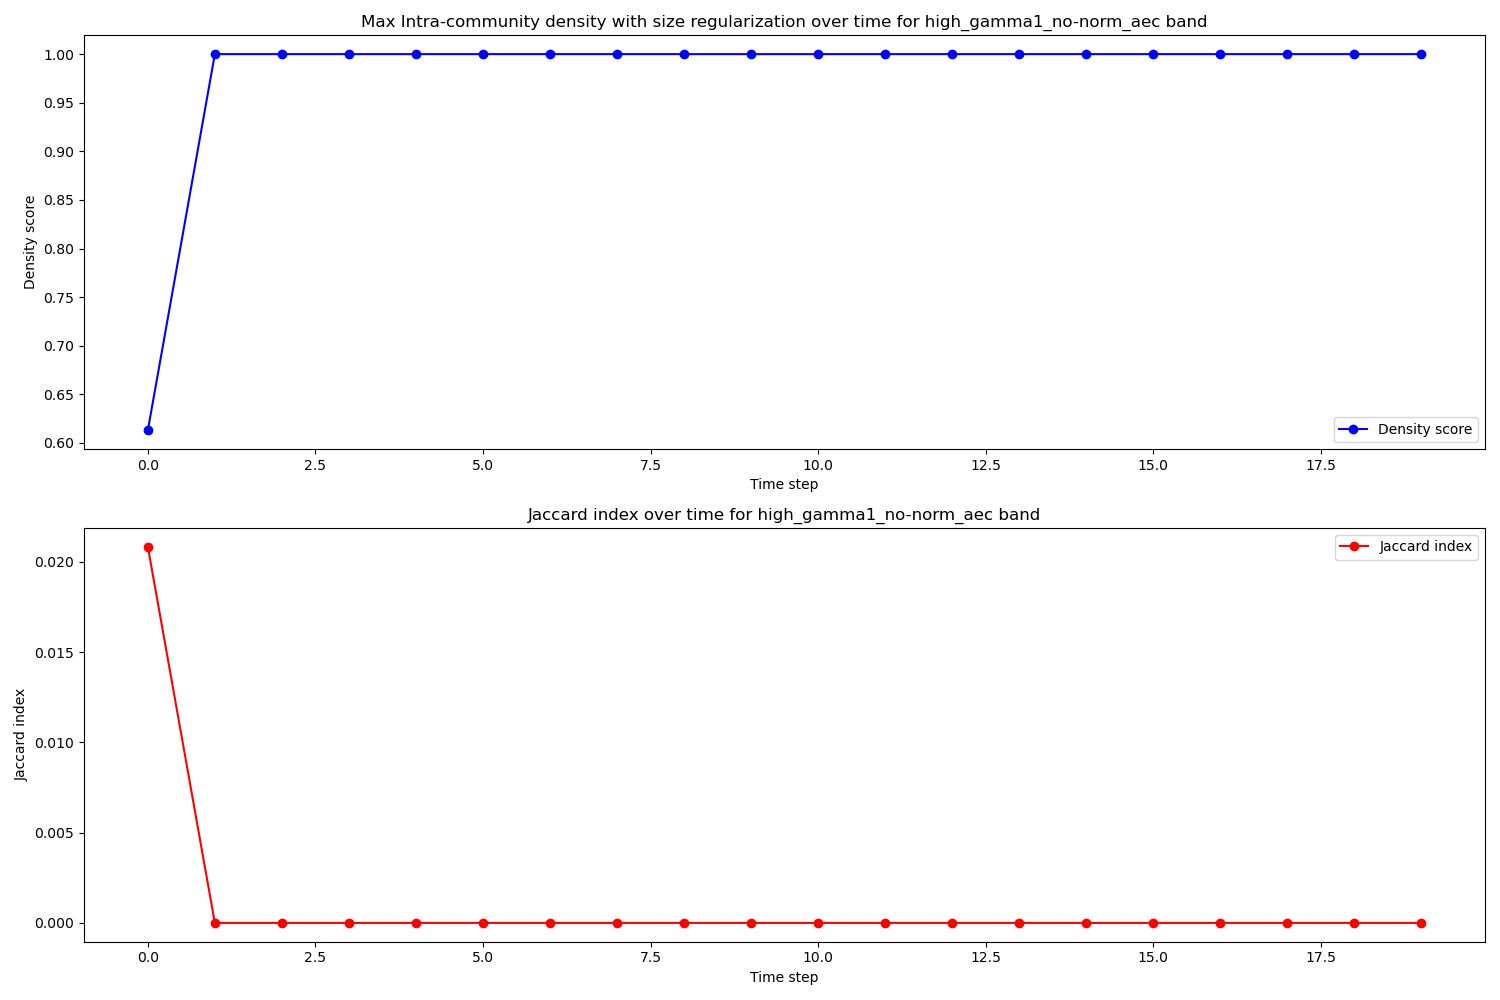 Max Intra-community density with size regularization over time for high_gamma1_no-norm_aec band
1.00
0.95
0.90
0.85
0.80
0.75
0.70
0.65
0.60
Density score
Density score
0.0 2.5 5.0 7.5 10.0 12.5 15.0 17.5
Time step
Jaccard index over time for high_gamma1_no-norm_aec band
Jaccard index
0.020
0.015
0.010
0.005
0.000
Jaccard index
0.0 2.5 5.0 7.5 10.0 12.5 15.0 17.5
Time step